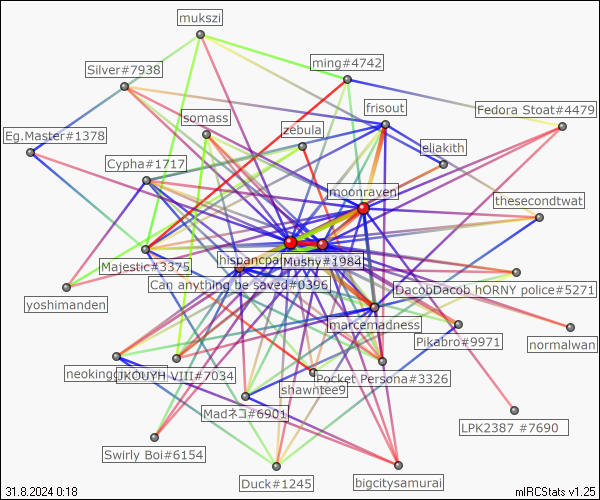 mukszi
ming#4742
Silver#7938
frisout
Fedora Stoat#4479
somass
zebula
Eg.Master#1378
eliakith
Cypha#1717
moonrayen
thesecondtwat
hispancpa
Mushy#1984
Majestic#3375
Can anything be saved#0396
DacobDacob hORNY police#5271
yoshimanden
marcemadness
Pikabro#9971
normalwan
neoking
JKOUYH VIII#7034
Pocket Persona#3326
shawntee9
Madネコ#6901
LPK2387 #7690
Swirly Boi#6154
Duck#1245
bigcitysamurai
31.8.2024 0:18
mIRCStats v1.25